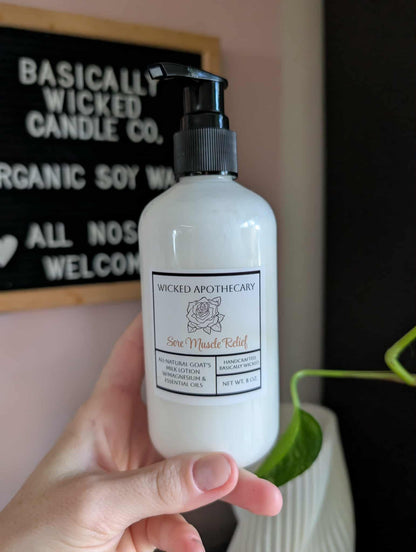 BASICALLY
WICKED
CANDLE CO.
RGANIC SOY WA
ALL NOS
WELCOM
WICKED APOTHECARY
Sore Muscle Relief
ALL-NATURAL GOAT'S
MILK LOTION
W/MAGNESIUM &
ESSENTIAL OILS
HANDCRAFTED
BASICALLY WICKED
NET WT. 8 OZ.